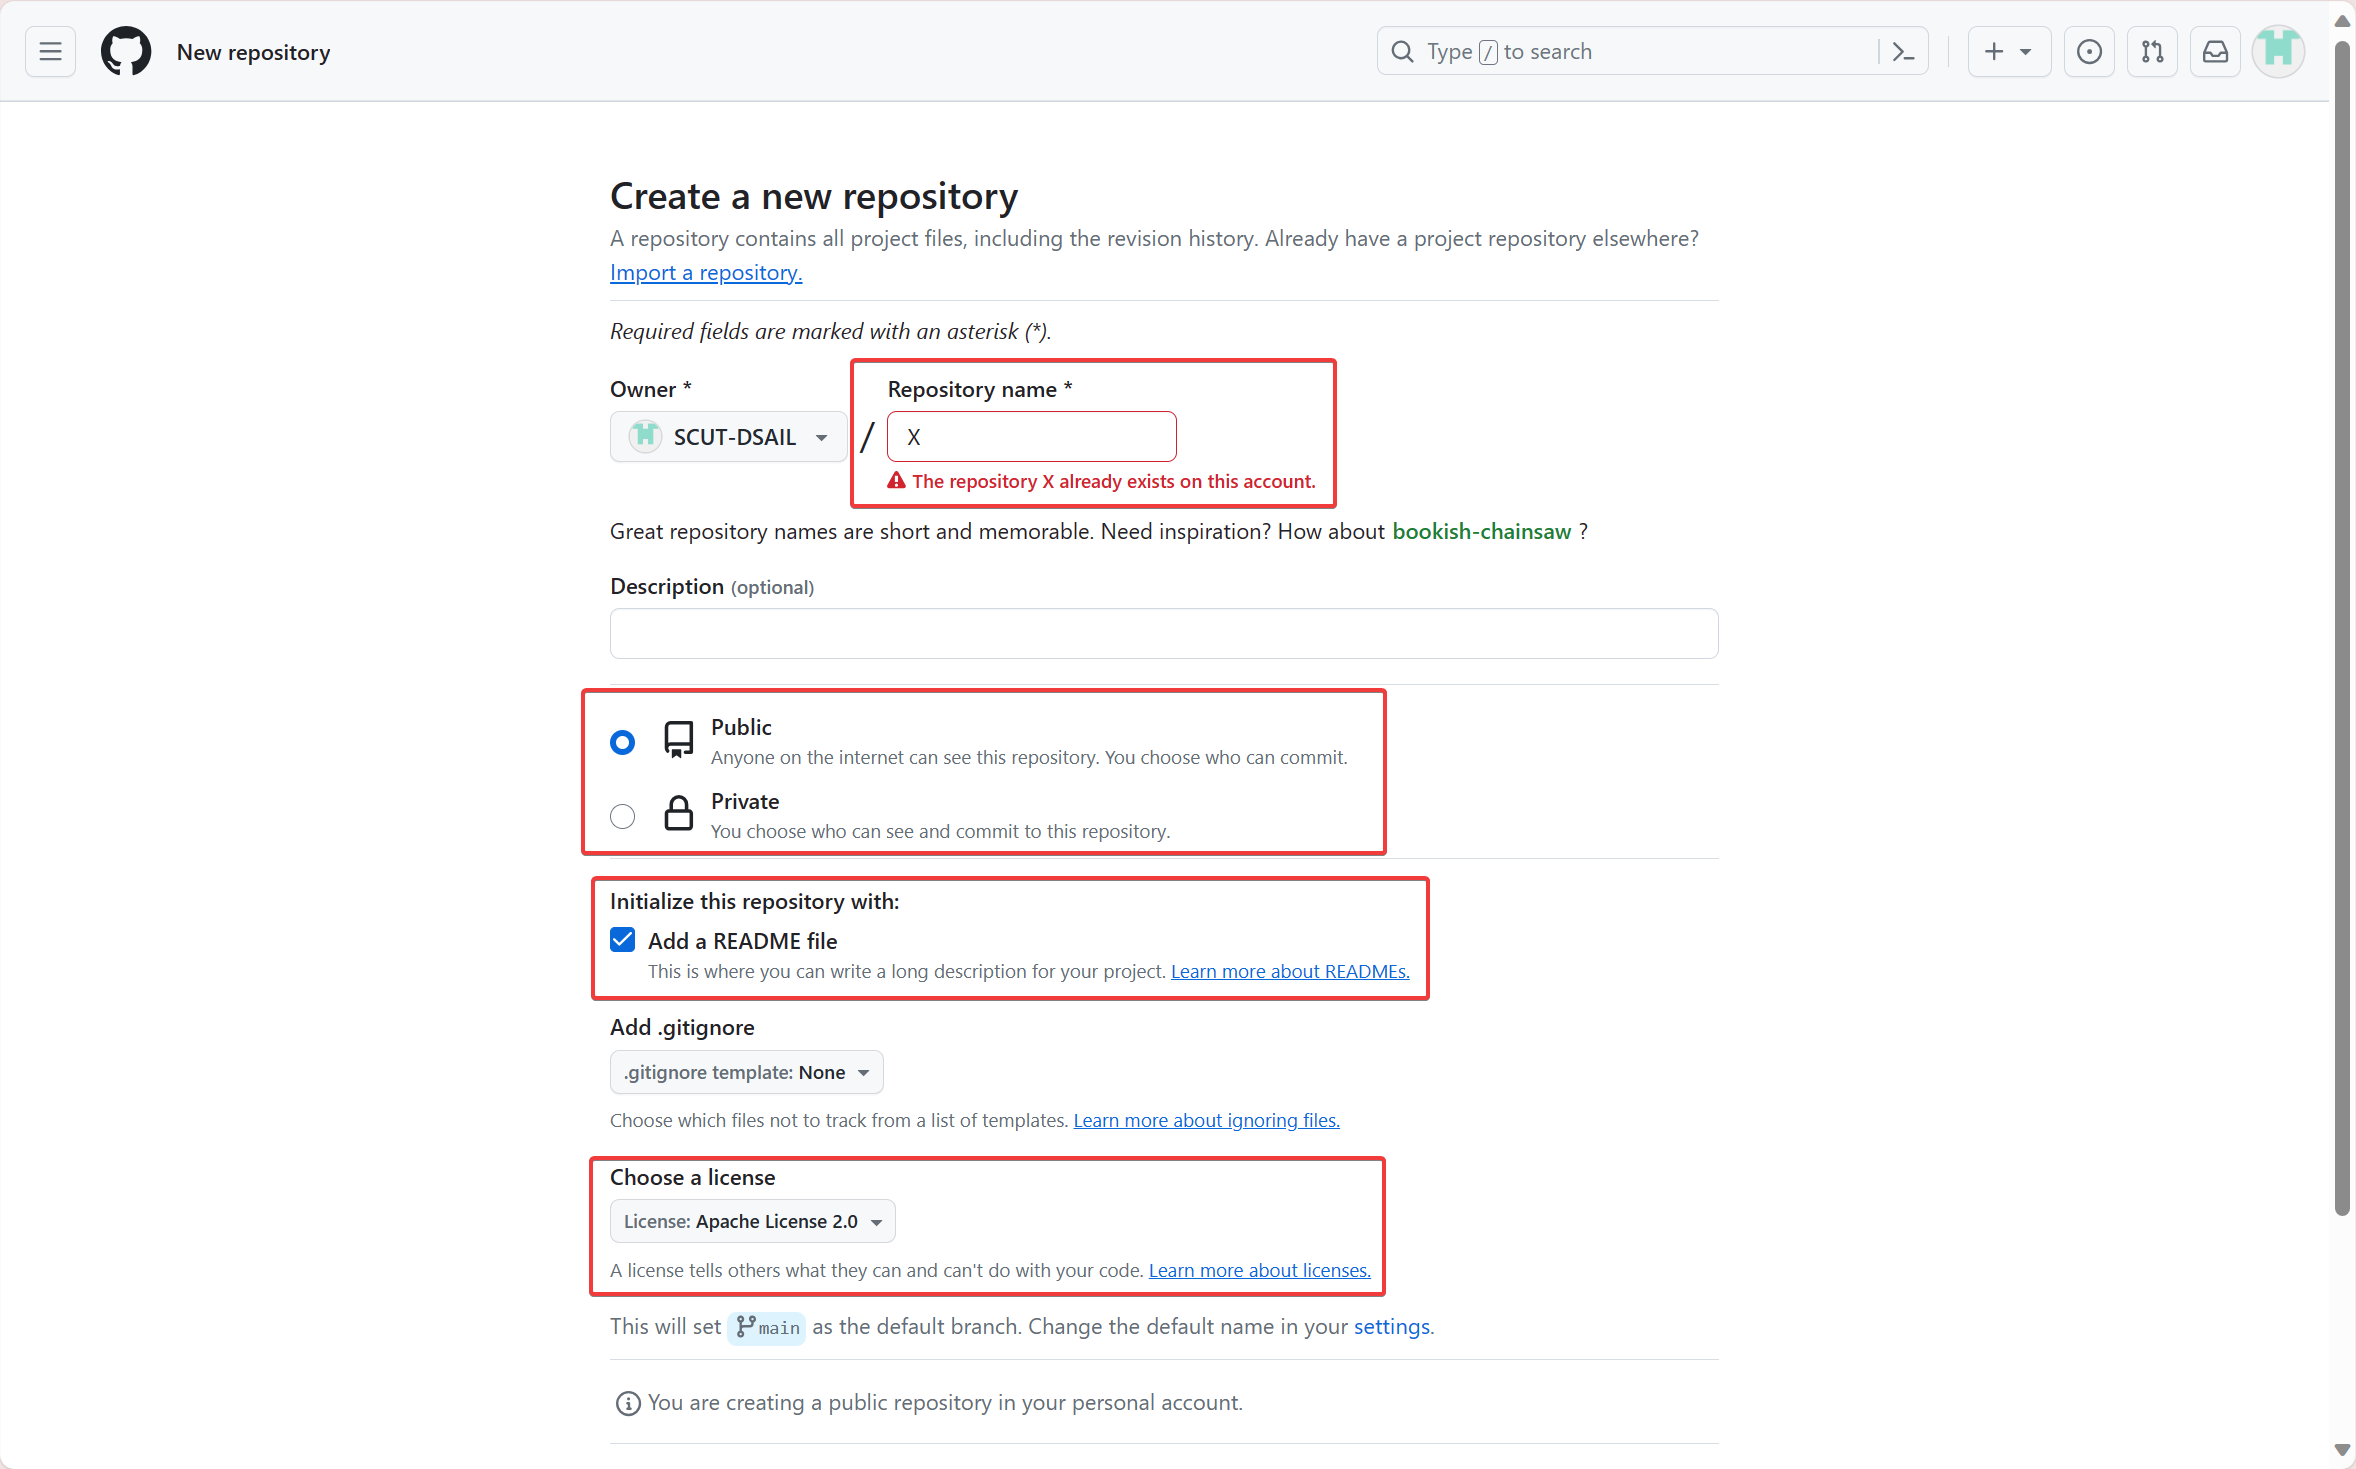 New repository
Type / to search
Create a new repository
A repository contains all project files, including the revision history. Already have a project repository elsewhere?
Import a repository.
Required fields are marked with an asterisk (*).
Owner *
Repository name *
SCUT-DSAIL
/
X
The repository X already exists on this account.
Great repository names are short and memorable. Need inspiration? How about bookish-chainsaw ?
Description (optional)
Public
Anyone on the internet can see this repository. You choose who can commit.
Private
You choose who can see and commit to this repository.
Initialize this repository with:
Add a README file
This is where you can write a long description for your project. Learn more about READMEs.
Add .gitignore
.gitignore template: None
Choose which files not to track from a list of templates. Learn more about ignoring files.
Choose a license
License: Apache License 2.0
A license tells others what they can and can't do with your code. Learn more about licenses.
This will set main as the default branch. Change the default name in your settings.
You are creating a public repository in your personal account.